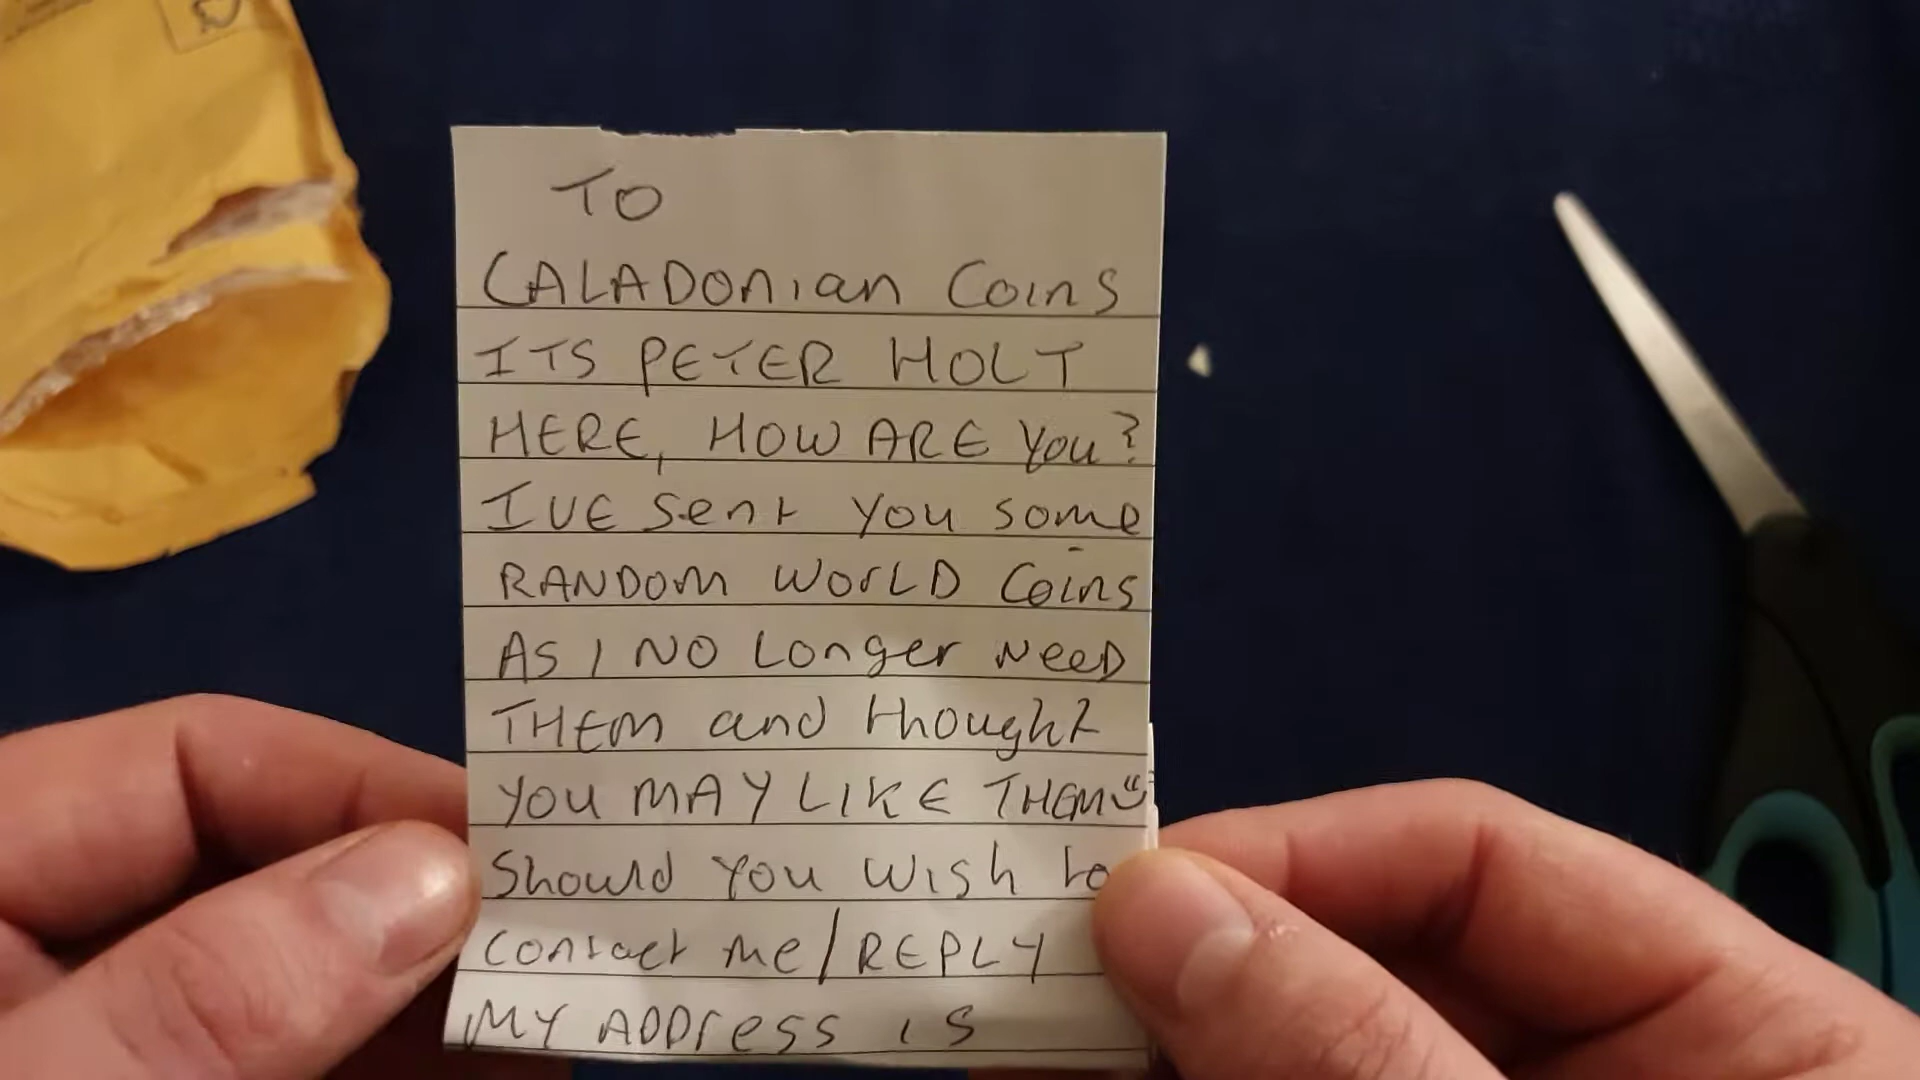 TO
CALADOnian Coins
ITS PETER HOLT
HERE, HOW ARE You?
IVE sent you some
RANDOM WorLD Coins
AS I NO Longer NeeD
THEM and thought
YOU MAY LIKE THEM
Should you wish to
contact me/REPLY
MY ADDress is